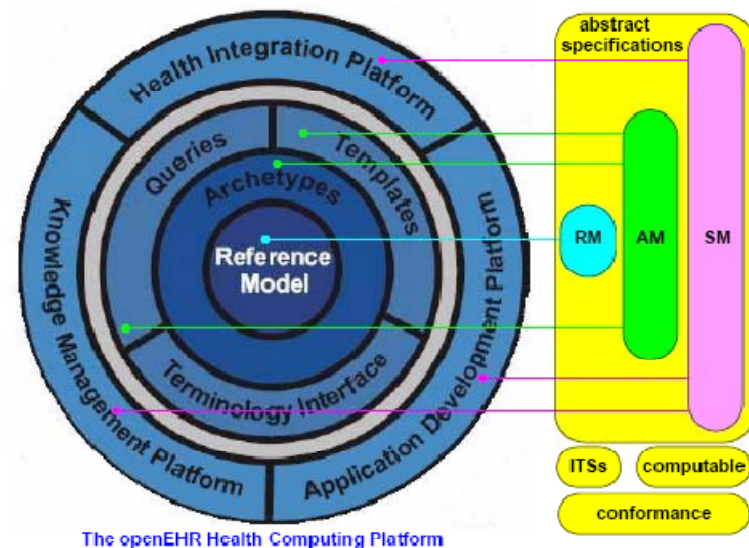 Health Integration Platform
Queries
Templates
Archetypes
Reference
Model
Terminology Interface
Knowledge Management Platform
Application Development Platform
The openEHR Health Computing Platform
abstract
specifications
RM
AM
SM
ITSs
computable
conformance